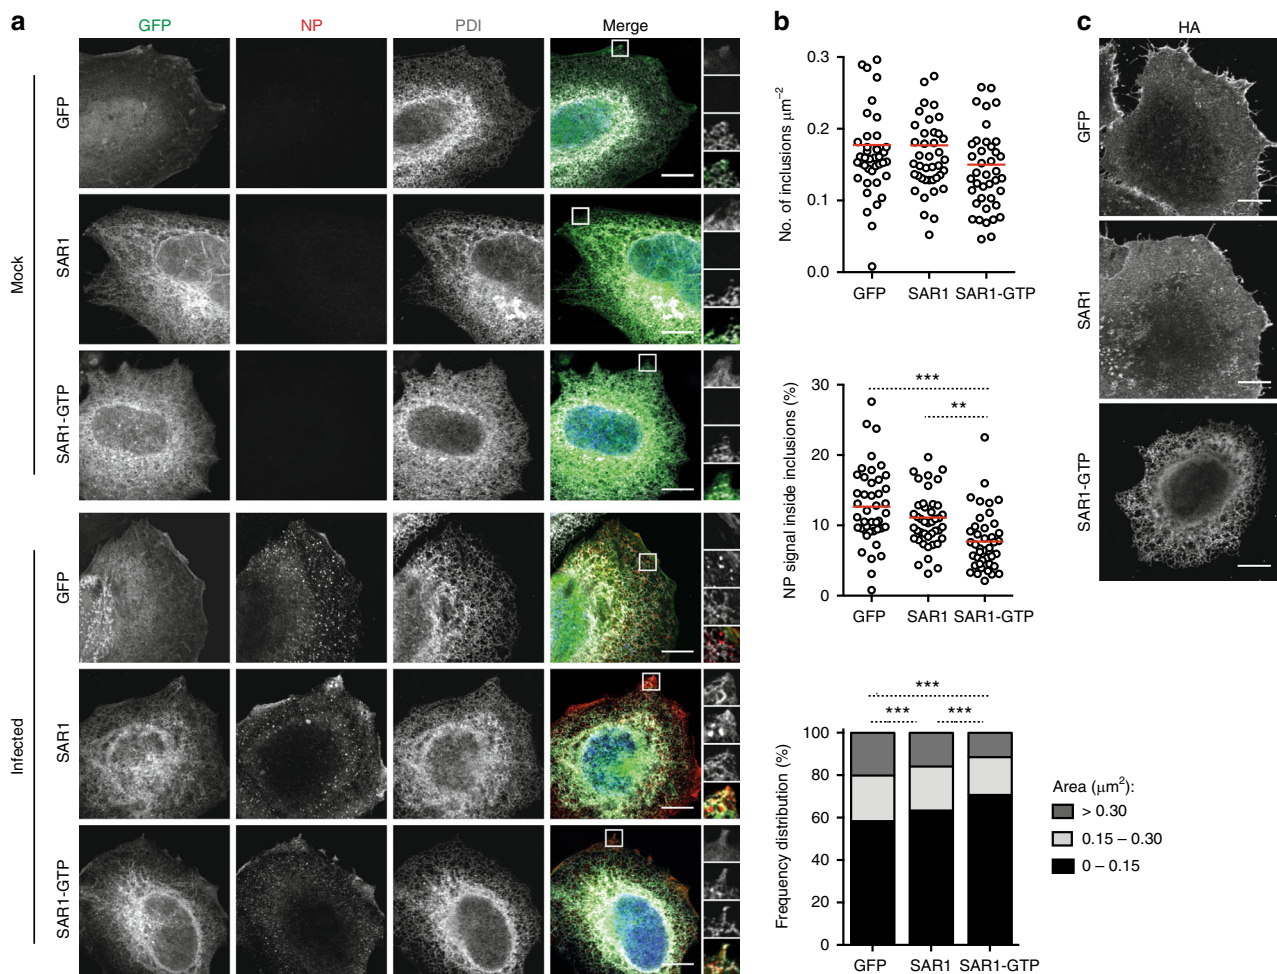 a
GFP NP PDI Merge
Mock
GFP
SAR1
SAR1-GTP
Infected
GFP
SAR1
SAR1-GTP
b
No. of inclusions μm⁻²
0.3
0.2
0.1
0.0
GFP SAR1 SAR1-GTP
NP signal inside inclusions (%)
30
20
10
0
***
**
GFP SAR1 SAR1-GTP
Frequency distribution (%)
***
*** ***
100
80
60
40
20
0
GFP SAR1 SAR1-GTP
Area (μm²):
> 0.30
0.15 – 0.30
0 – 0.15
c
HA
GFP
SAR1
SAR1-GTP